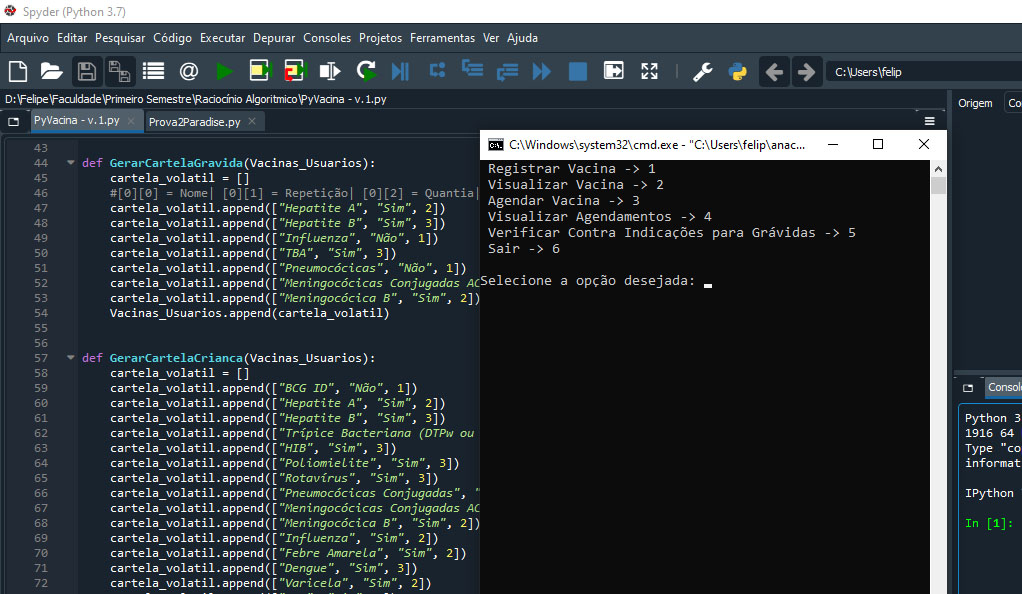 Spyder (Python 3.7)
Arquivo Editar Pesquisar Código Executar Depurar Consoles Projetos Ferramentas Ver Ajuda
C:\Users\felip
D:\Felipe\Faculdade\Primeiro Semestre\Raciocínio Algoritmico\PyVacina - v.1.py
PyVacina - v.1.py Prova2Paradise.py
43
44 def GerarCartelaGravida(Vacinas_Usuarios):
45 cartela_volatil = []
46 #[0][0] = Nome| [0][1] = Repetição| [0][2] = Quantia|
47 cartela_volatil.append(["Hepatite A", "Sim", 2])
48 cartela_volatil.append(["Hepatite B", "Sim", 3])
49 cartela_volatil.append(["Influenza", "Não", 1])
50 cartela_volatil.append(["TBA", "Sim", 3])
51 cartela_volatil.append(["Pneumocócicas", "Não", 1])
52 cartela_volatil.append(["Meningocócicas Conjugadas AC
53 cartela_volatil.append(["Meningocócica B", "Sim", 2])
54 Vacinas_Usuarios.append(cartela_volatil)
55
56
57 def GerarCartelaCrianca(Vacinas_Usuarios):
58 cartela_volatil = []
59 cartela_volatil.append(["BCG ID", "Não", 1])
60 cartela_volatil.append(["Hepatite A", "Sim", 2])
61 cartela_volatil.append(["Hepatite B", "Sim", 3])
62 cartela_volatil.append(["Trípice Bacteriana (DTPw ou
63 cartela_volatil.append(["HIB", "Sim", 3])
64 cartela_volatil.append(["Poliomielite", "Sim", 3])
65 cartela_volatil.append(["Rotavírus", "Sim", 3])
66 cartela_volatil.append(["Pneumocócicas Conjugadas", "
67 cartela_volatil.append(["Meningocócicas Conjugadas AC
68 cartela_volatil.append(["Meningocócica B", "Sim", 2])
69 cartela_volatil.append(["Influenza", "Sim", 2])
70 cartela_volatil.append(["Febre Amarela", "Sim", 2])
71 cartela_volatil.append(["Dengue", "Sim", 3])
72 cartela_volatil.append(["Varicela", "Sim", 2])
C:\Windows\system32\cmd.exe - "C:\Users\felip\anac...
Registrar Vacina -> 1
Visualizar Vacina -> 2
Agendar Vacina -> 3
Visualizar Agendamentos -> 4
Verificar Contra Indicações para Grávidas -> 5
Sair -> 6
Selecione a opção desejada:
Origem Co
Consol
Python 3
1916 64
Type "co
informat
IPython
In [1]: